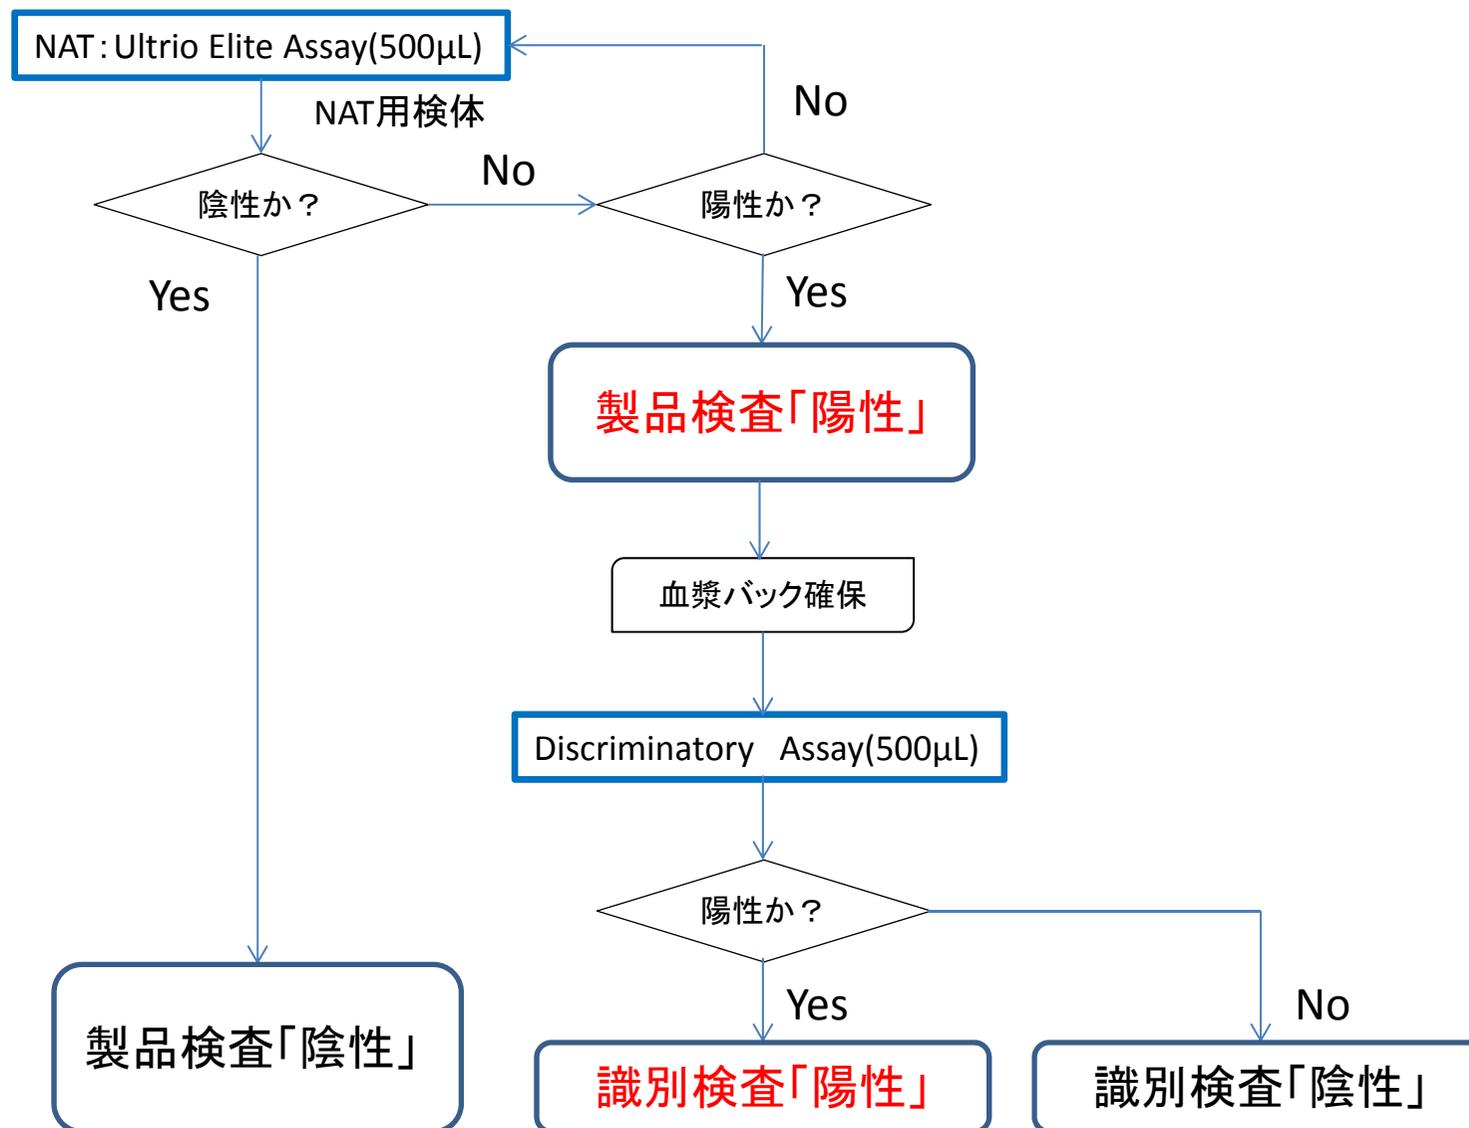 NAT：Ultrio Elite Assay(500μL)
NAT用検体
No
No
陰性か？
陽性か？
Yes
Yes
製品検査「陽性」
血漿バック確保
Discriminatory Assay(500μL)
陽性か？
Yes
No
製品検査「陰性」
識別検査「陽性」
識別検査「陰性」